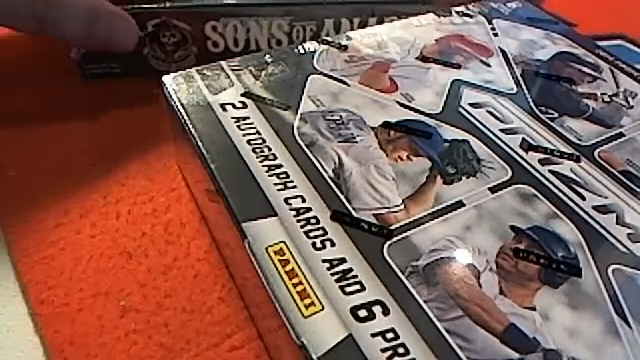 SONS OF ANA
PRIZM
2 AUTOGRAPH CARDS AND 6 PR
PANINI